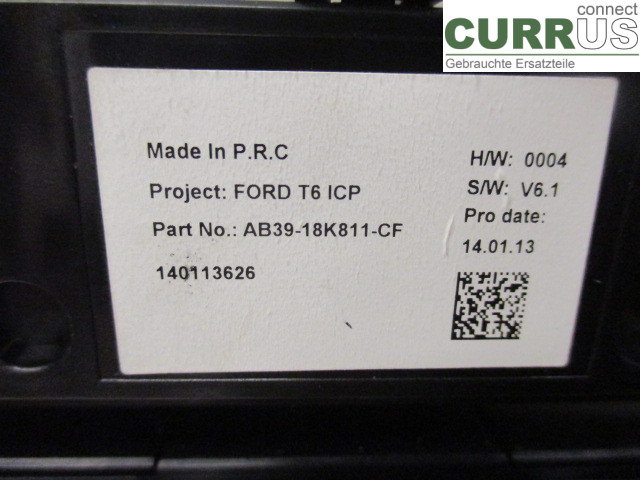 connect
CURRUS
Gebrauchte Ersatzteile
Made In P.R.C
Project: FORD T6 ICP
Part No.: AB39-18K811-CF
140113626
H/W: 0004
S/W: V6.1
Pro date:
14.01.13